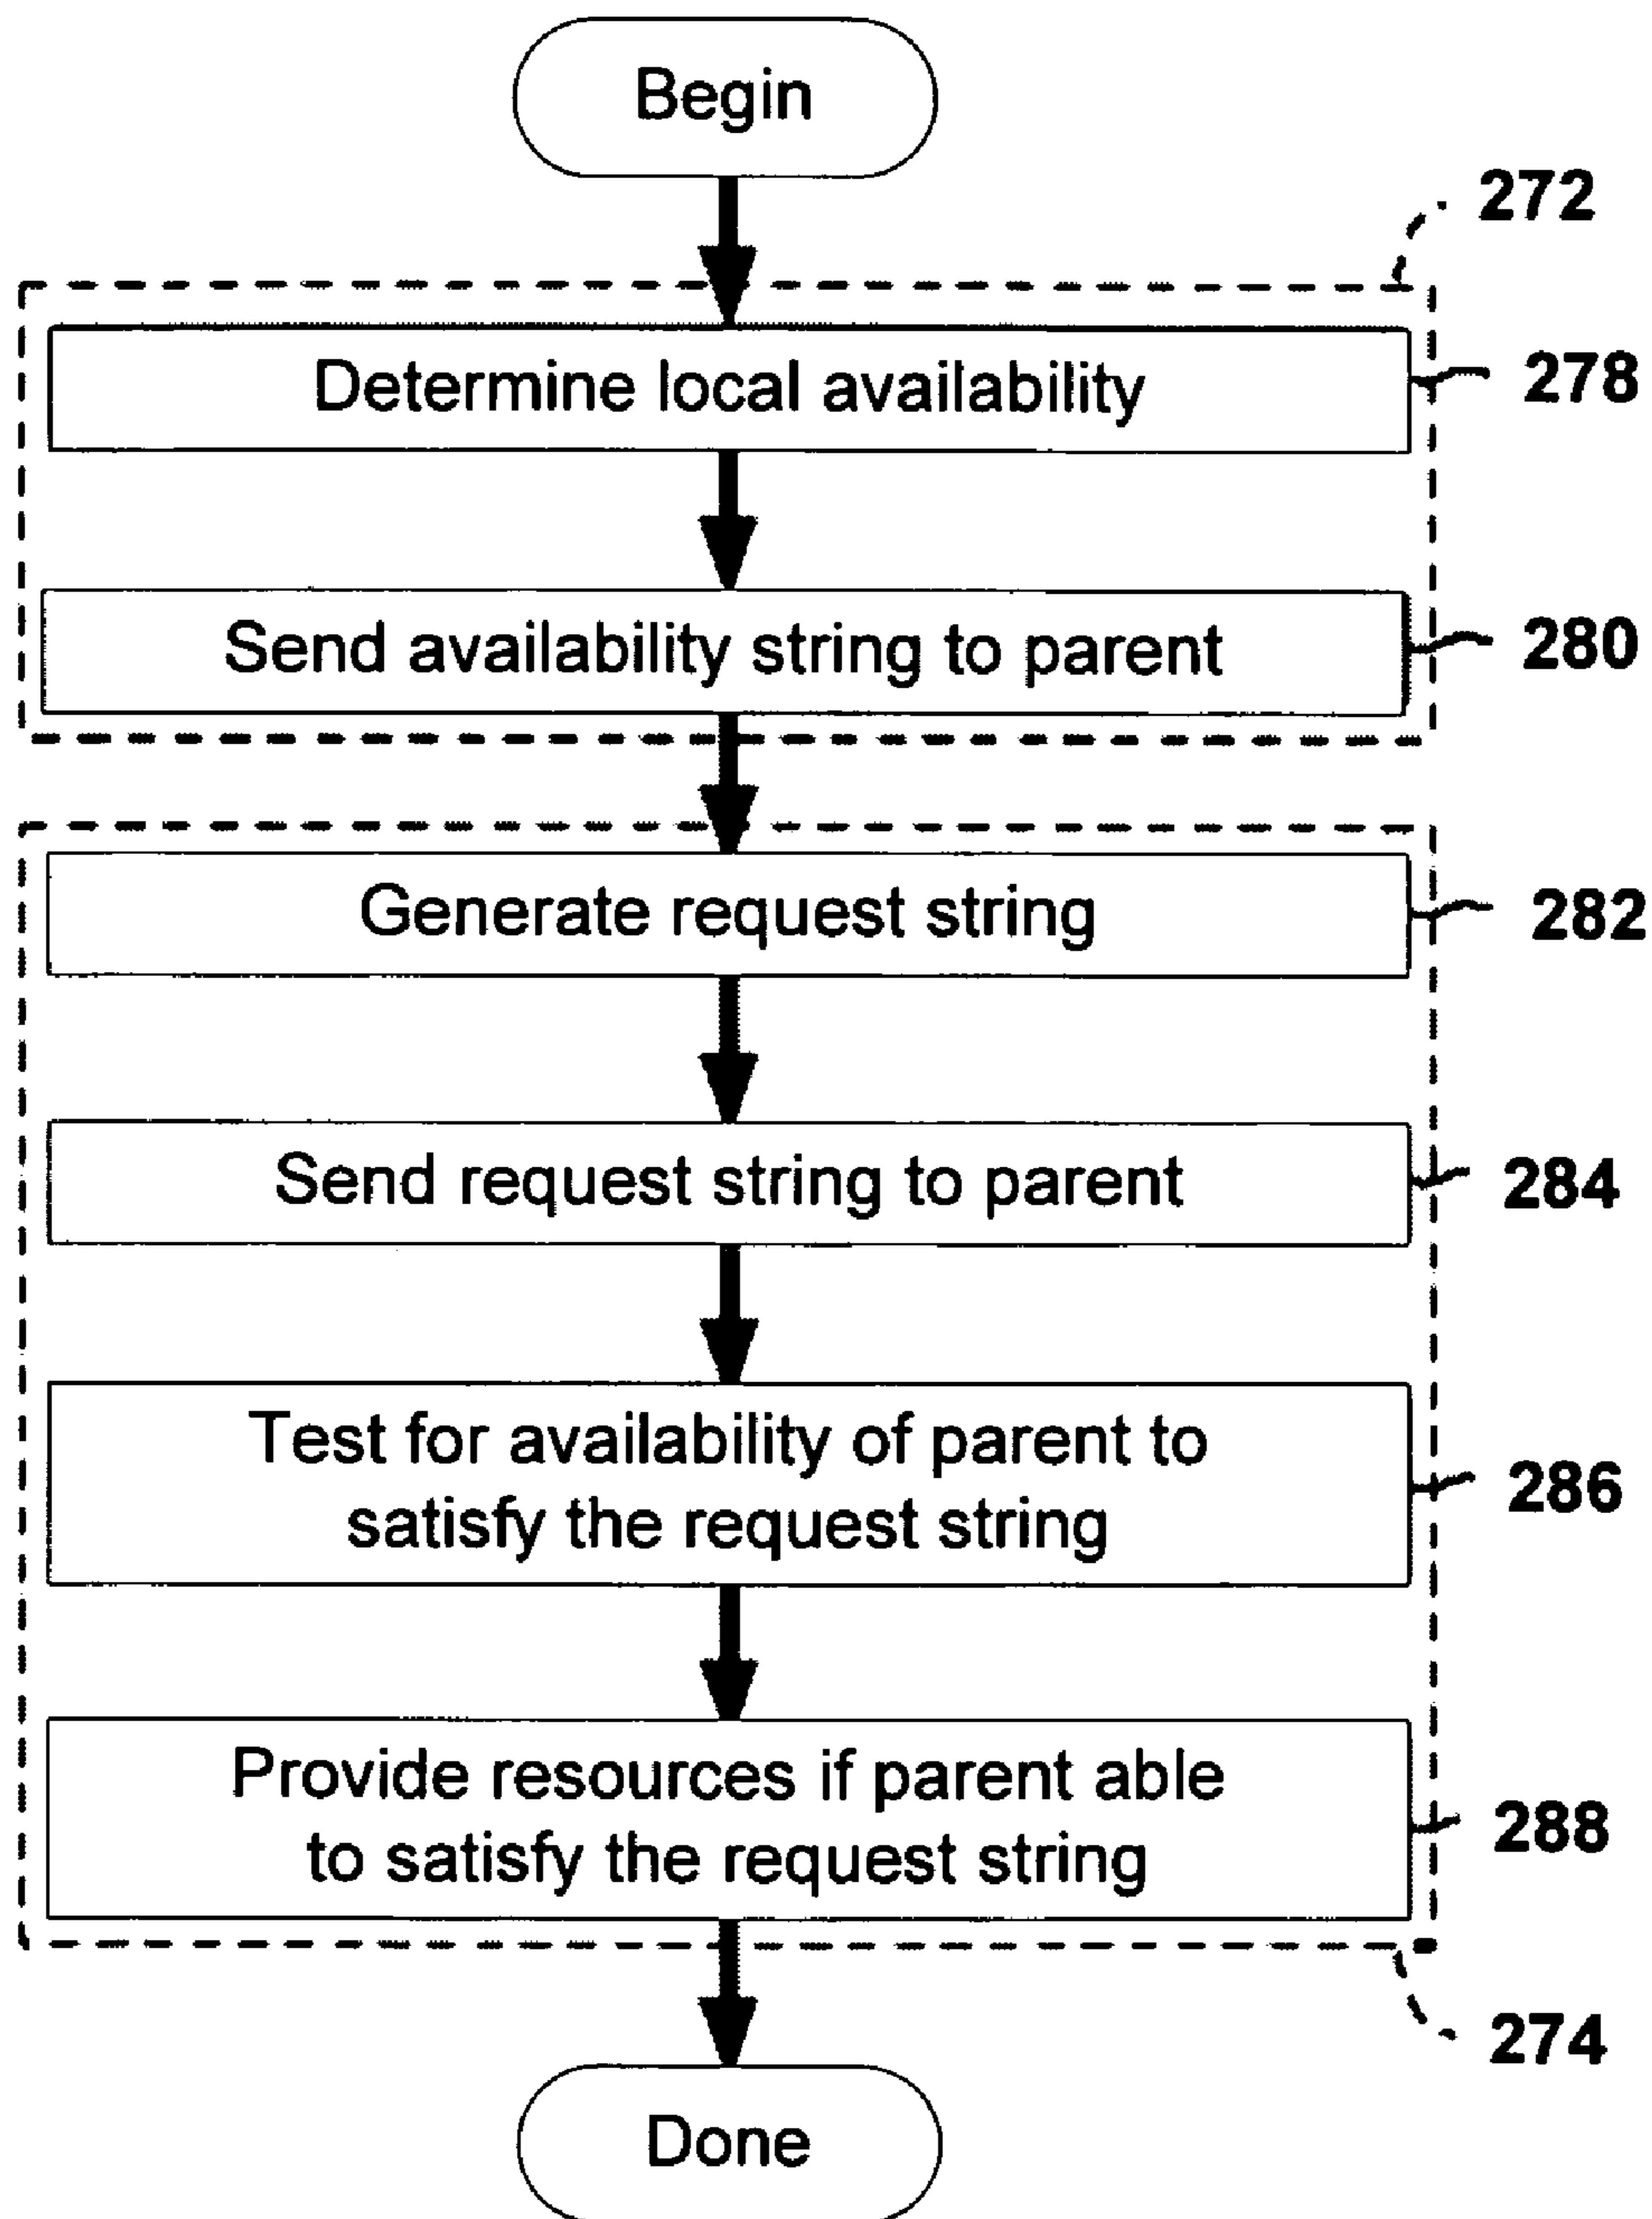 Begin
272
Determine local availability
278
Send availability string to parent
280
Generate request string
282
Send request string to parent
284
Test for availability of parent to
satisfy the request string
286
Provide resources if parent able
to satisfy the request string
288
274
Done